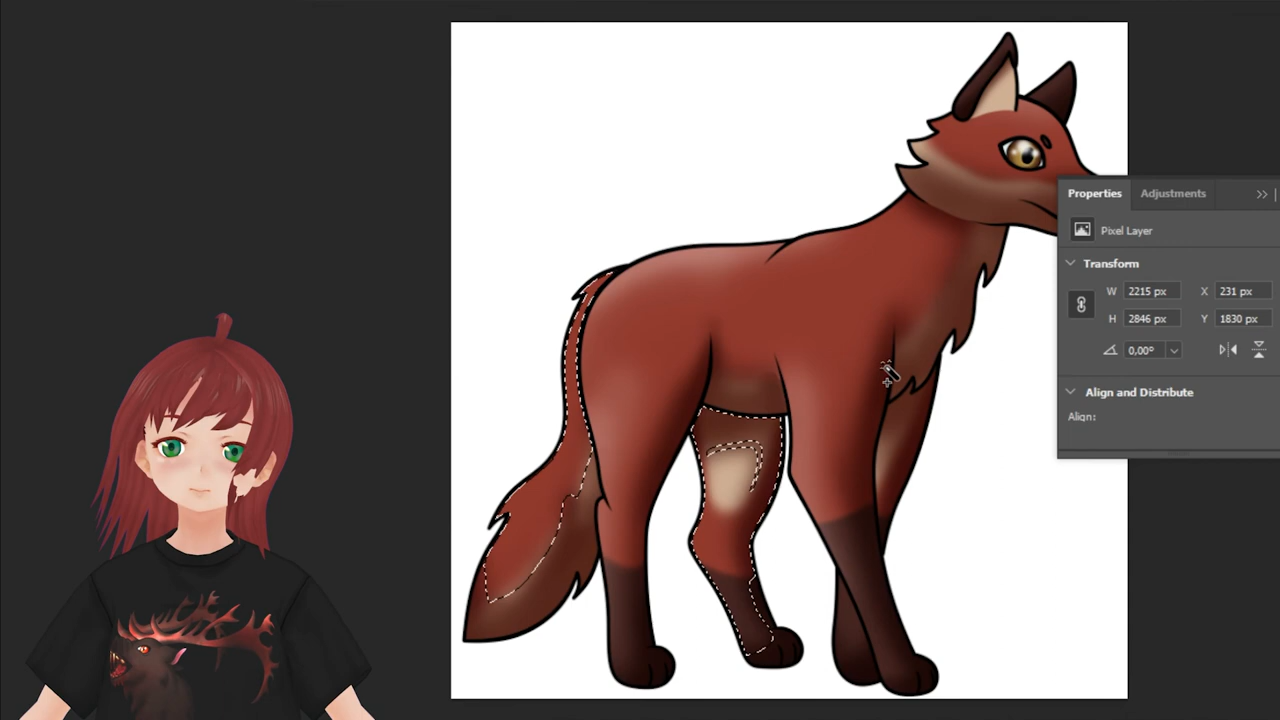 Properties Adjustments
Pixel Layer
Transform
W 2215 px X 231 px
H 2846 px Y 1830 px
0,00°
Align and Distribute
Align: